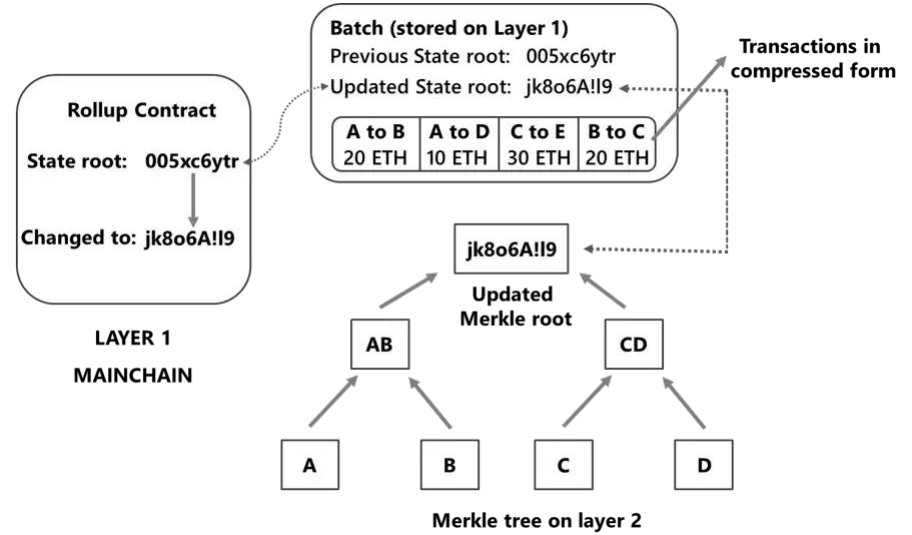 Batch (stored on Layer 1)
Previous State root: 005xc6ytr
Updated State root: jk8o6A!l9
A to B A to D C to E B to C
20 ETH 10 ETH 30 ETH 20 ETH
Transactions in
compressed form
Rollup Contract
State root: 005xc6ytr
Changed to: jk8o6A!l9
LAYER 1
MAINCHAIN
jk8o6A!l9
Updated
Merkle root
AB CD
A B C D
Merkle tree on layer 2